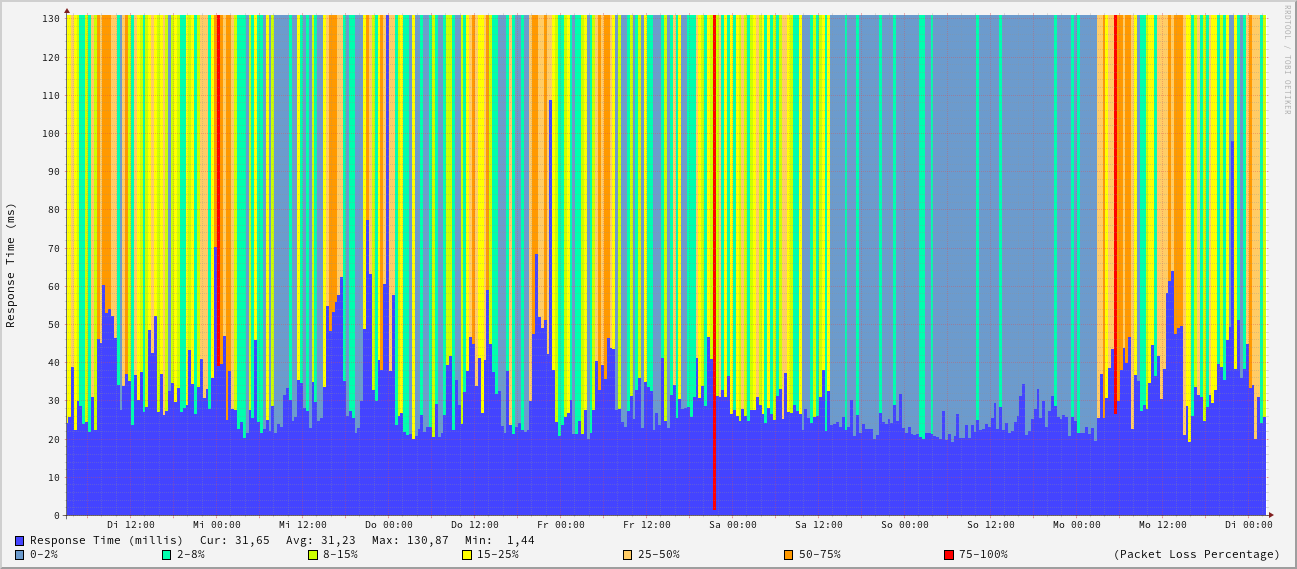 130
120
110
100
90
80
70
60
50
40
30
20
10
0
Response Time (ms)
RRDTOOL / TOBI OETIKER
Di 12:00 Mi 00:00 Mi 12:00 Do 00:00 Do 12:00 Fr 00:00 Fr 12:00 Sa 00:00 Sa 12:00 So 00:00 So 12:00 Mo 00:00 Mo 12:00 Di 00:00
Response Time (millis) Cur: 31,65 Avg: 31,23 Max: 130,87 Min: 1,44
0-2% 2-8% 8-15% 15-25% 25-50% 50-75% 75-100% (Packet Loss Percentage)